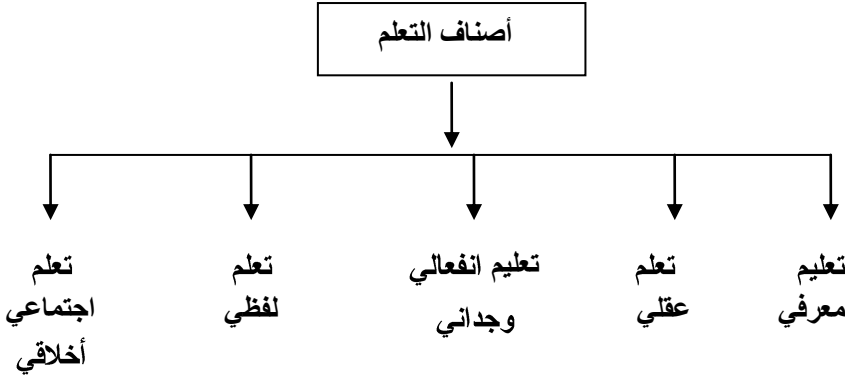 أصناف التعلم
تعليم
معرفي
تعلم
عقلي
تعليم انفعالي
وجداني
تعلم
لفظي
تعلم
اجتماعي
أخلاقي